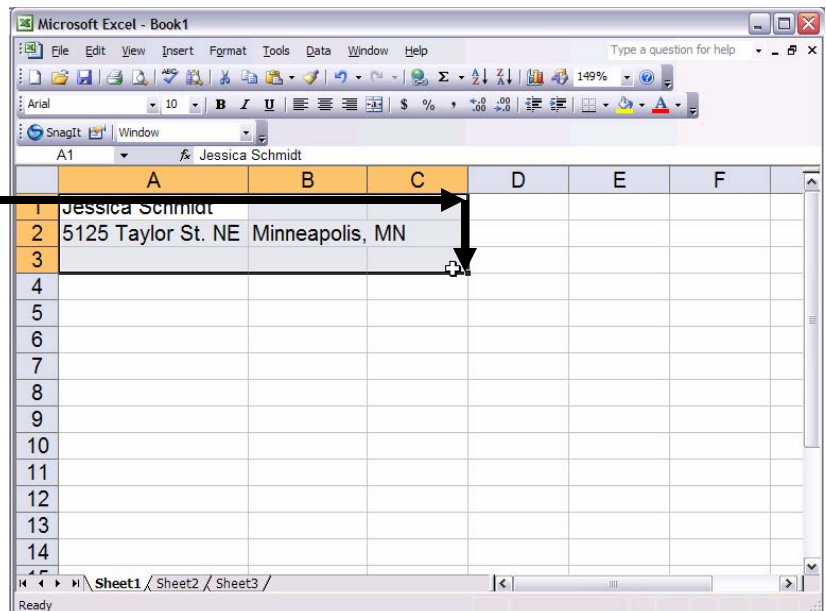 Microsoft Excel - Book1
File Edit View Insert Format Tools Data Window Help Type a question for help
149%
Arial 10 B I U $ % ,
SnagIt Window
A1 fx Jessica Schmidt
A B C D E F
1 Jessica Schmidt
2 5125 Taylor St. NE Minneapolis, MN
3
4
5
6
7
8
9
10
11
12
13
14
Sheet1 Sheet2 Sheet3
Ready